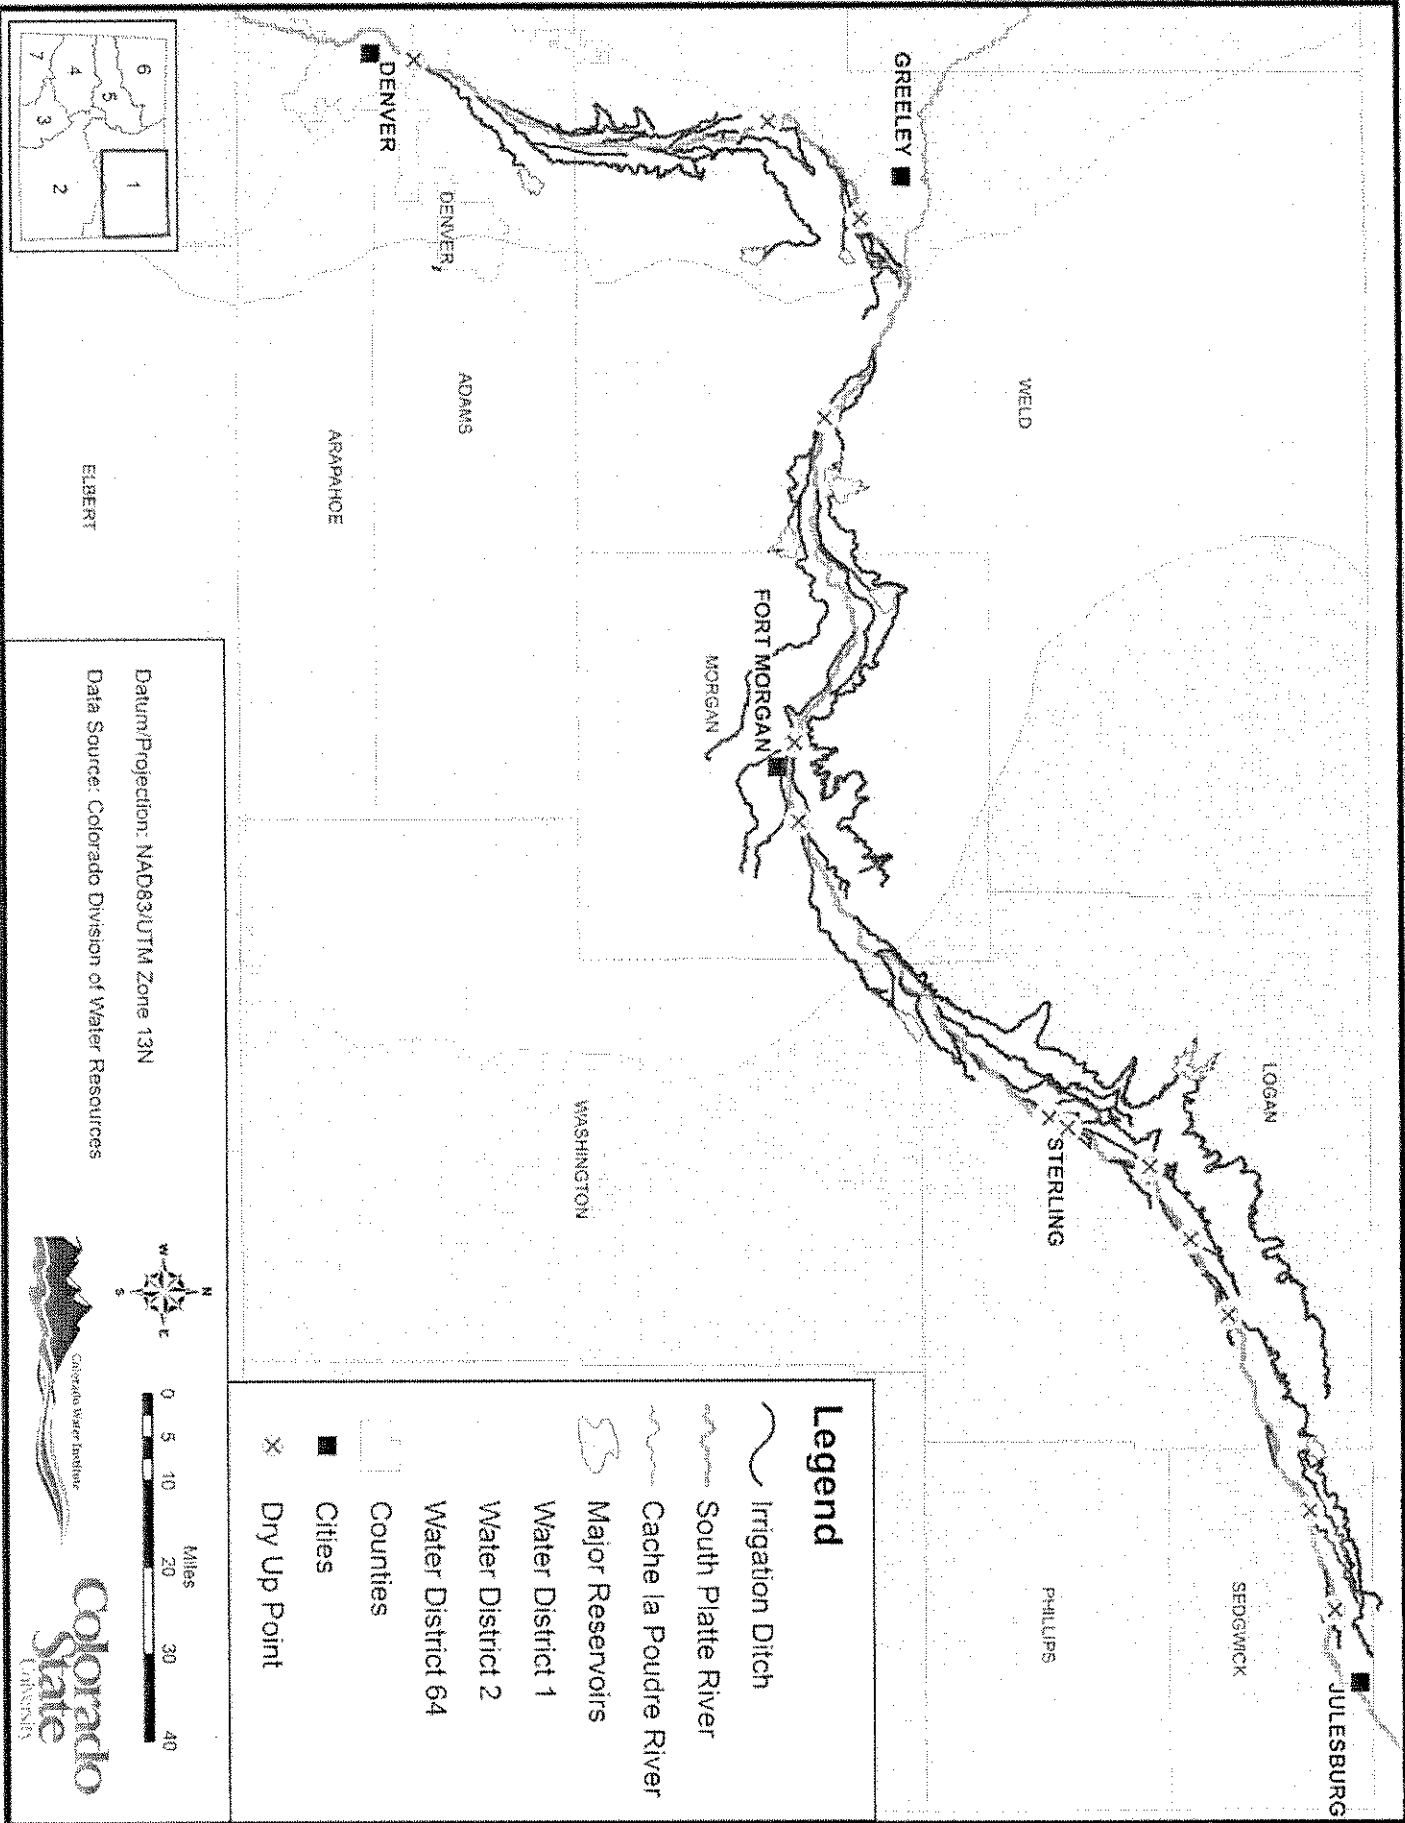 GREELEY
DENVER
DENVER
WELD
ADAMS
ARAPAHOE
ELBERT
FORT MORGAN
MORGAN
LOGAN
STERLING
WASHINGTON
SEDGWICK
PHILLIPS
JULESBURG
6
7
4
5
3
1
2
Legend
Irrigation Ditch
South Platte River
Cache la Poudre River
Major Reservoirs
Water District 1
Water District 2
Water District 64
Counties
Cities
Dry Up Point
Datum/Projection: NAD83/UTM Zone 13N
Data Source: Colorado Division of Water Resources
N
W
E
S
Miles
0 5 10 20 30 40
Colorado Water Institute
Colorado
State
University